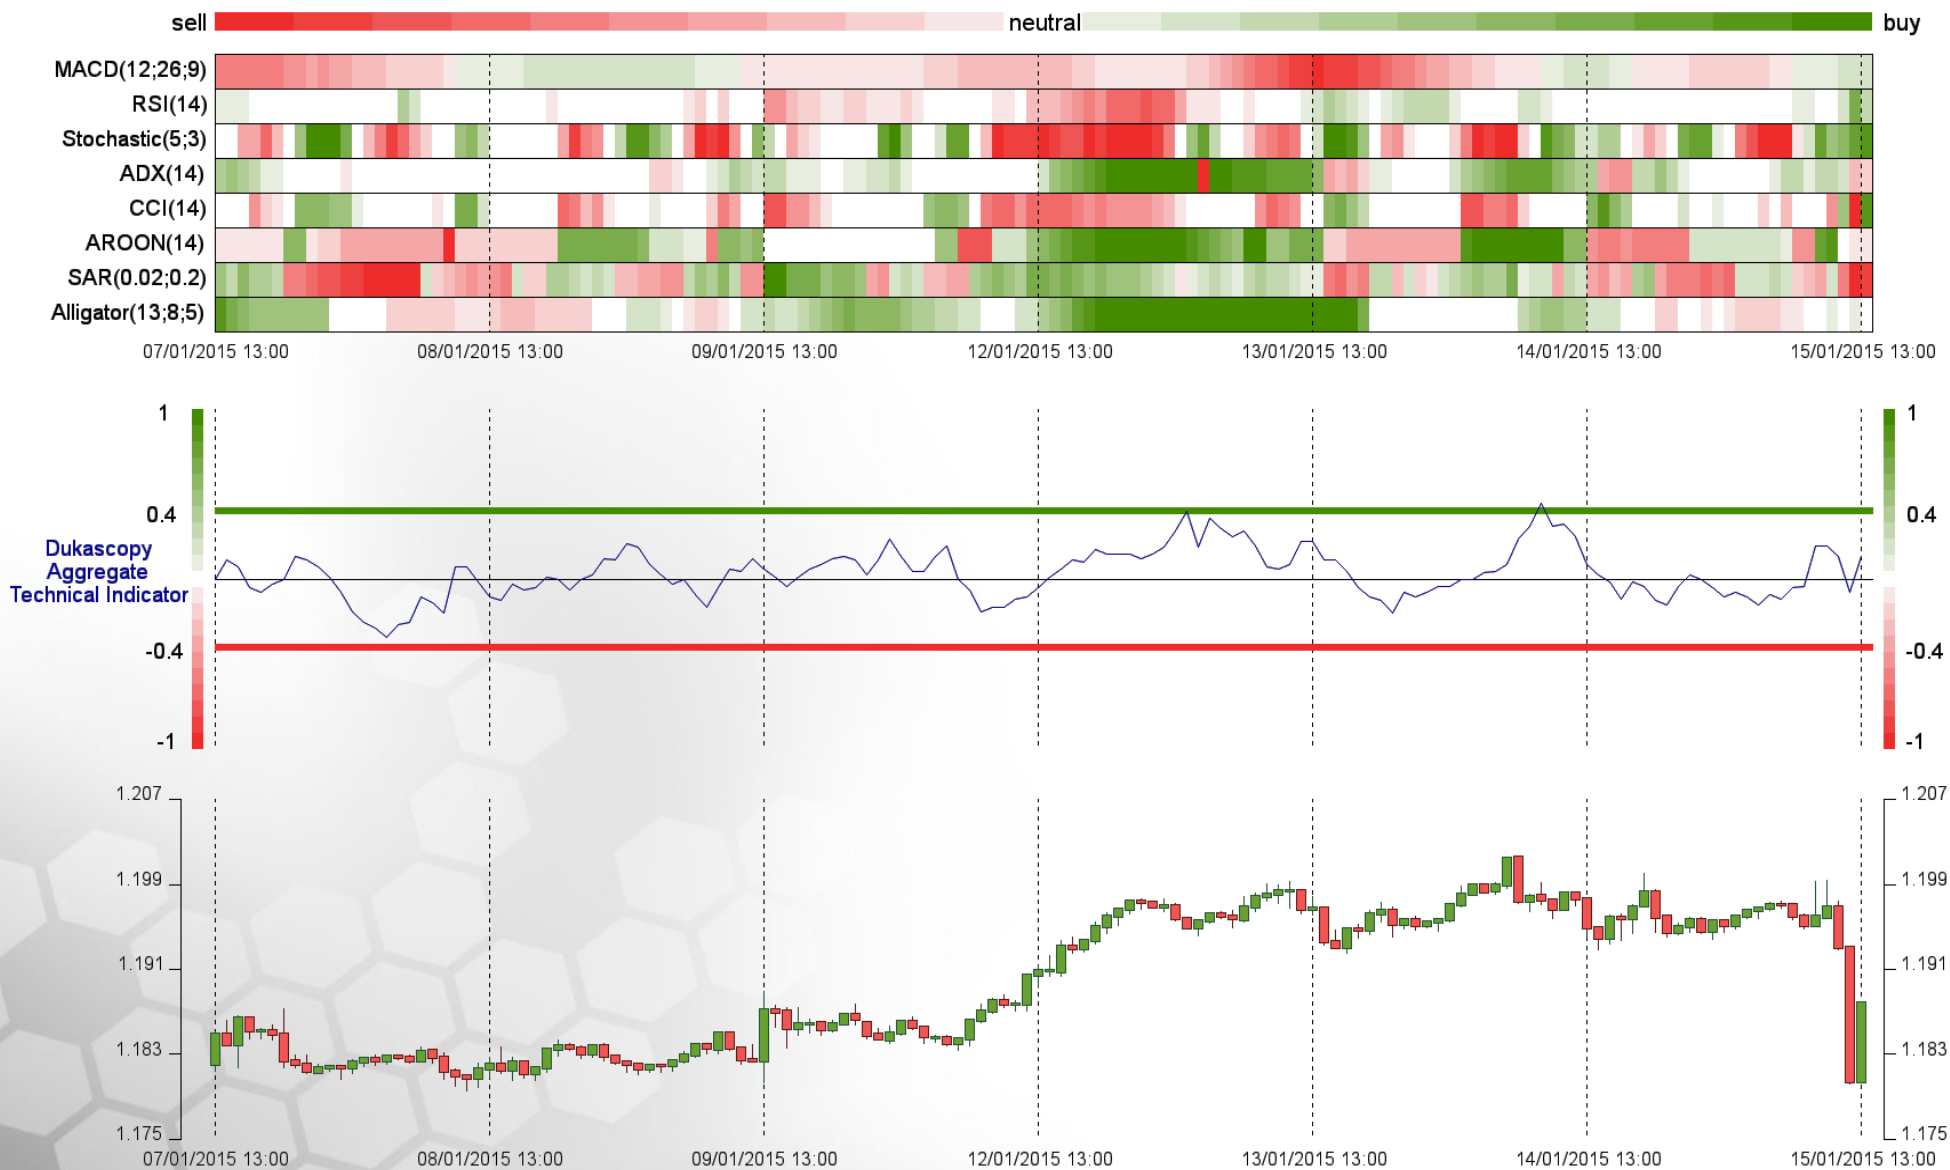 sell neutral buy
MACD(12;26;9)
RSI(14)
Stochastic(5;3)
ADX(14)
CCI(14)
AROON(14)
SAR(0.02;0.2)
Alligator(13;8;5)
07/01/2015 13:00 08/01/2015 13:00 09/01/2015 13:00 12/01/2015 13:00 13/01/2015 13:00 14/01/2015 13:00 15/01/2015 13:00
1 1
0.4 0.4
Dukascopy
Aggregate
Technical Indicator
-0.4 -0.4
-1 -1
1.207 1.207
1.199 1.199
1.191 1.191
1.183 1.183
1.175 1.175
07/01/2015 13:00 08/01/2015 13:00 09/01/2015 13:00 12/01/2015 13:00 13/01/2015 13:00 14/01/2015 13:00 15/01/2015 13:00